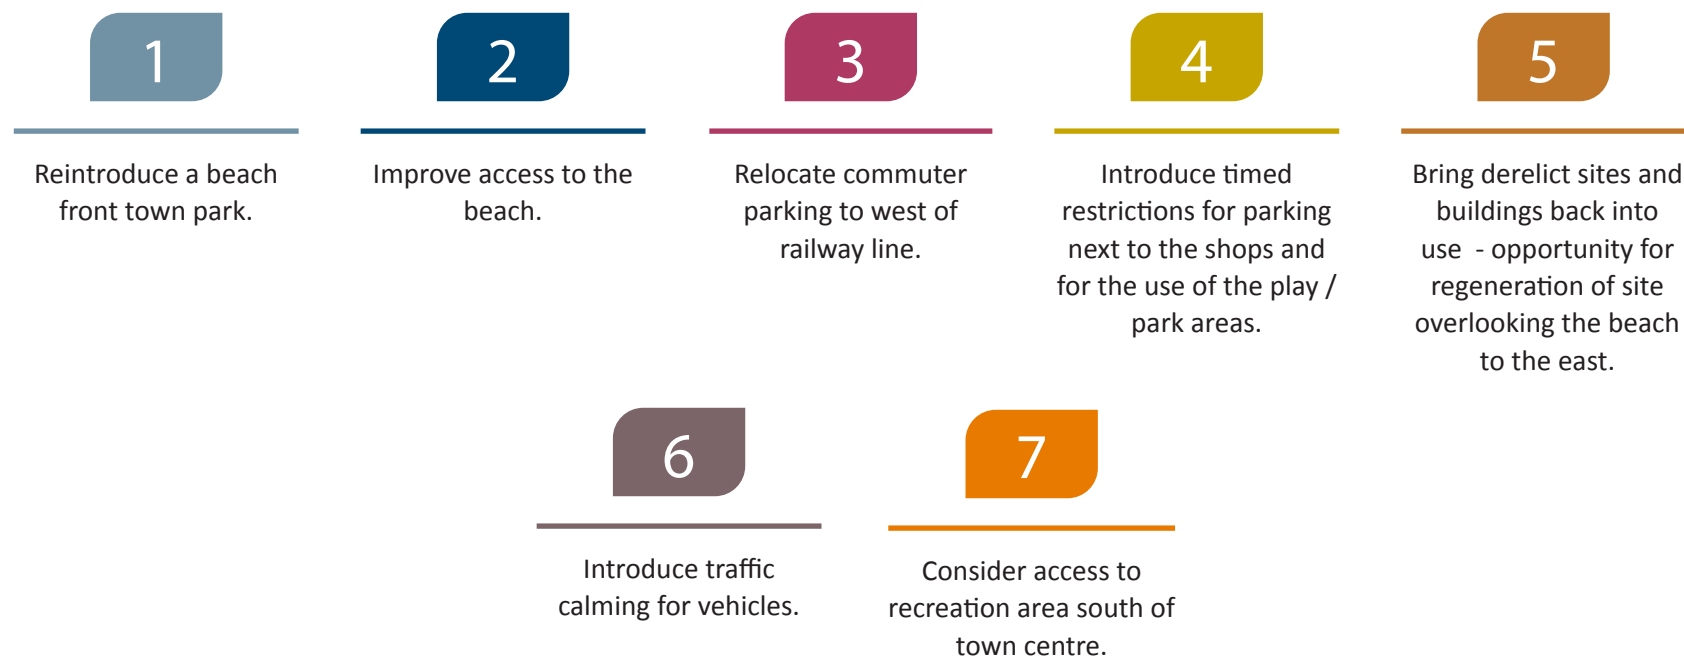 1
Reintroduce a beach
front town park.
2
Improve access to the
beach.
3
Relocate commuter
parking to west of
railway line.
4
Introduce timed
restrictions for parking
next to the shops and
for the use of the play /
park areas.
5
Bring derelict sites and
buildings back into
use  - opportunity for
regeneration of site
overlooking the beach
to the east.
6
Introduce traffic
calming for vehicles.
7
Consider access to
recreation area south of
town centre.